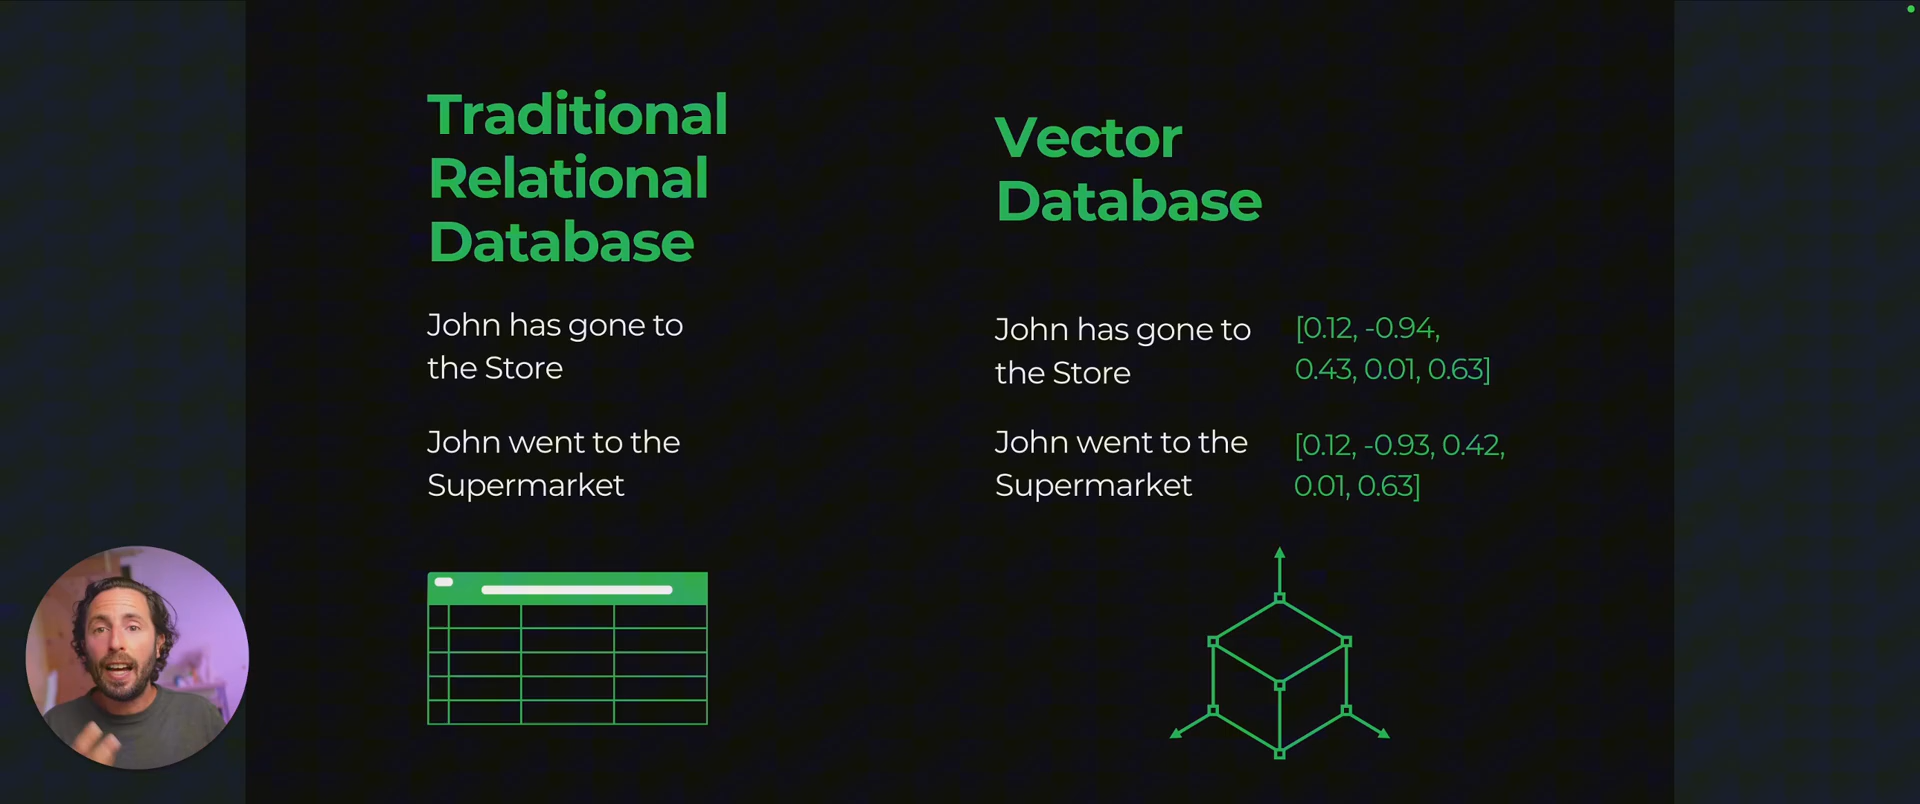 Traditional
Relational
Database
John has gone to
the Store
John went to the
Supermarket
Vector
Database
John has gone to
the Store
[0.12, -0.94,
0.43, 0.01, 0.63]
John went to the
Supermarket
[0.12, -0.93, 0.42,
0.01, 0.63]